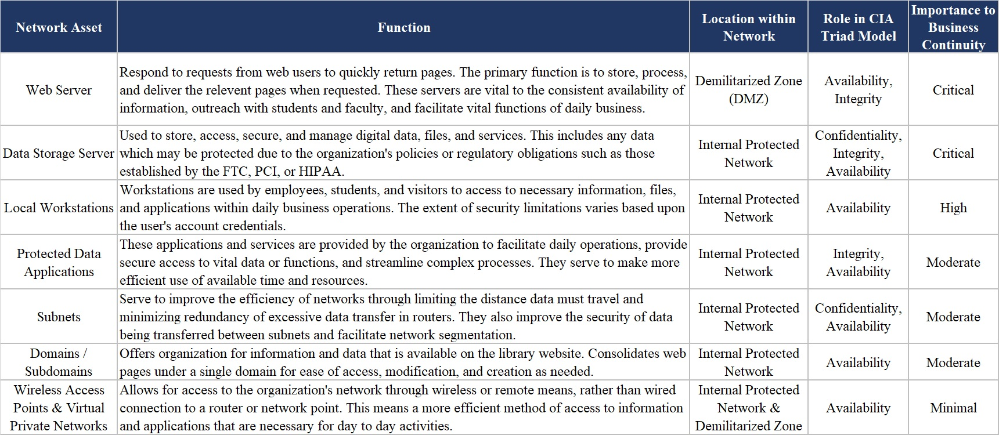 Network Asset
Function
Location within
Network
Role in CIA
Triad Model
Importance to
Business
Continuity
Web Server
Respond to requests from web users to quickly return pages. The primary function is to store, process,
and deliver the relevent pages when requested. These servers are vital to the consistent availability of
information, outreach with students and faculty, and facilitate vital functions of daily business.
Demilitarized Zone
(DMZ)
Availability,
Integrity
Critical
Data Storage Server
Used to store, access, secure, and manage digital data, files, and services. This includes any data
which may be protected due to the organization's policies or regulatory obligations such as those
established by the FTC, PCI, or HIPAA.
Internal Protected
Network
Confidentiality,
Integrity,
Availability
Critical
Local Workstations
Workstations are used by employees, students, and visitors to access to necessary information, files,
and applications within daily business operations. The extent of security limitations varies based upon
the user's account credentials.
Internal Protected
Network
Availability
High
Protected Data
Applications
These applications and services are provided by the organization to facilitate daily operations, provide
secure access to vital data or functions, and streamline complex processes. They serve to make more
efficient use of available time and resources.
Internal Protected
Network
Integrity,
Availability
Moderate
Subnets
Serve to improve the efficiency of networks through limiting the distance data must travel and
minimizing redundancy of excessive data transfer in routers. They also improve the security of data
being transferred between subnets and facilitate network segmentation.
Internal Protected
Network
Confidentiality,
Availability
Moderate
Domains /
Subdomains
Offers organization for information and data that is available on the library website. Consolidates web
pages under a single domain for ease of access, modification, and creation as needed.
Internal Protected
Network
Availability
Moderate
Wireless Access
Points & Virtual
Private Networks
Allows for access to the organization's network through wireless or remote means, rather than wired
connection to a router or network point. This means a more efficient method of access to information
and applications that are necessary for day to day activities.
Internal Protected
Network &
Demilitarized Zone
Availability
Minimal